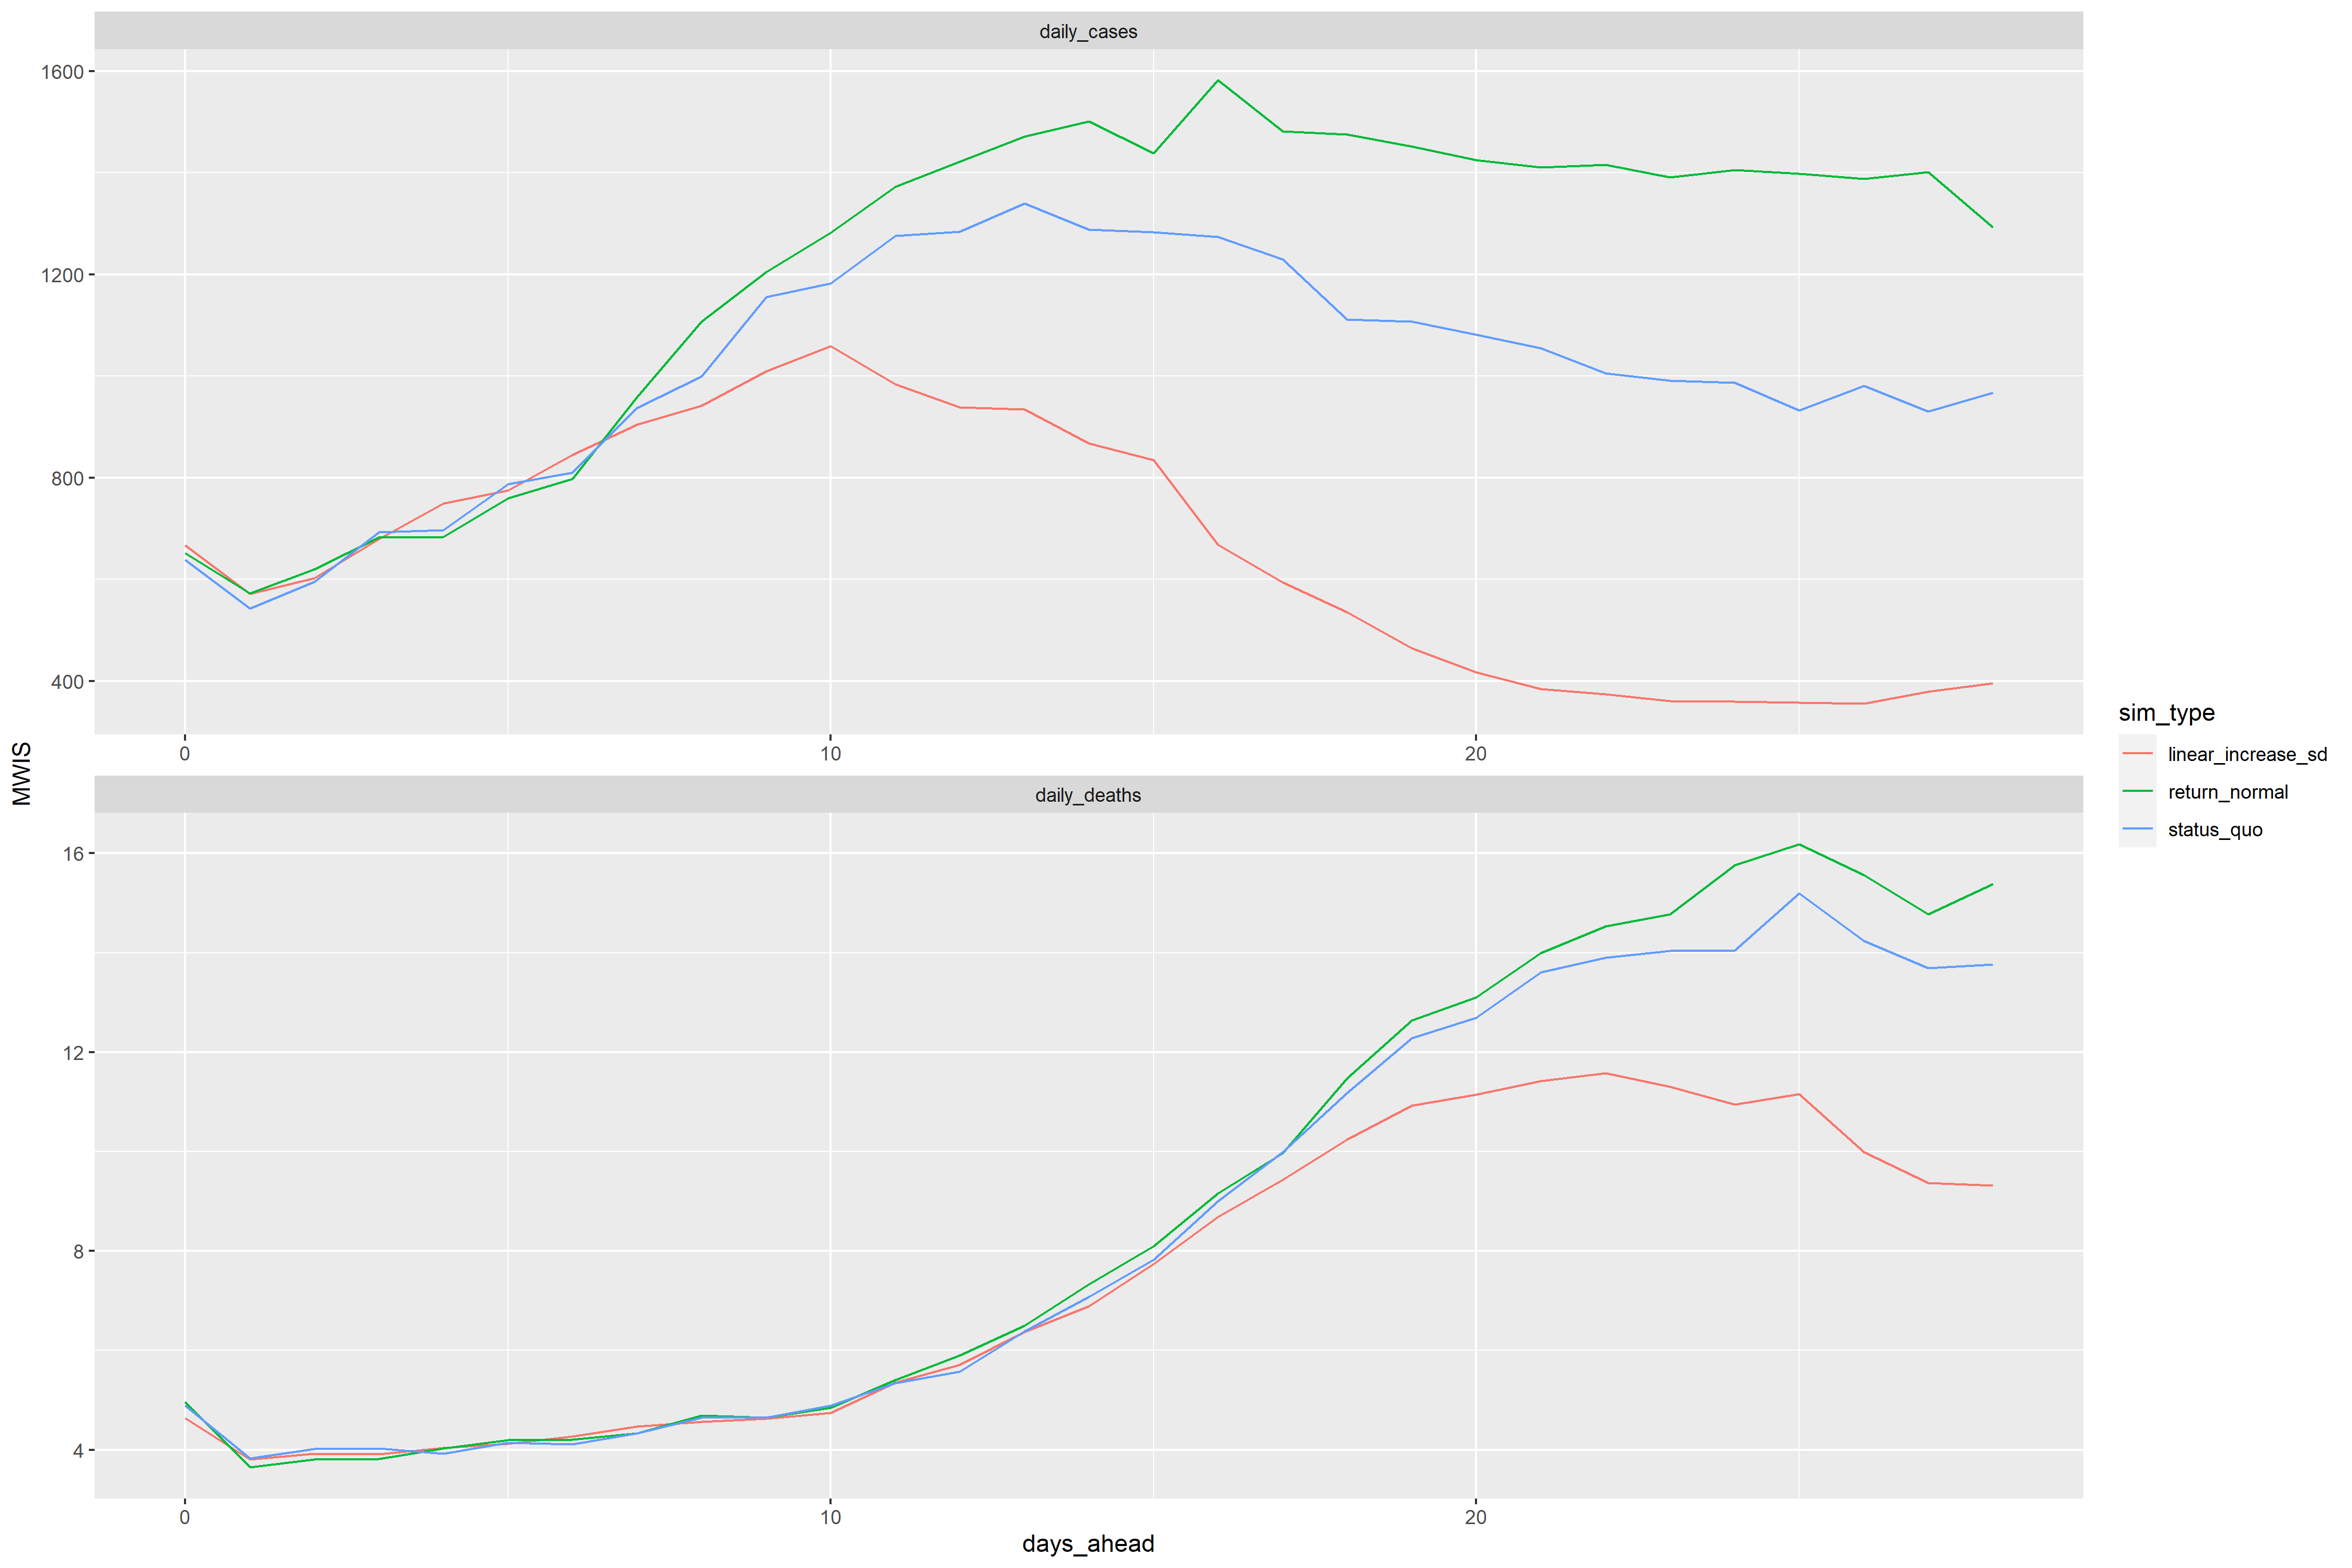 daily_cases
1600
1200
800
400
0 10 20
MWIS
daily_deaths
16
12
8
4
0 10 20
days_ahead
sim_type
linear_increase_sd
return_normal
status_quo